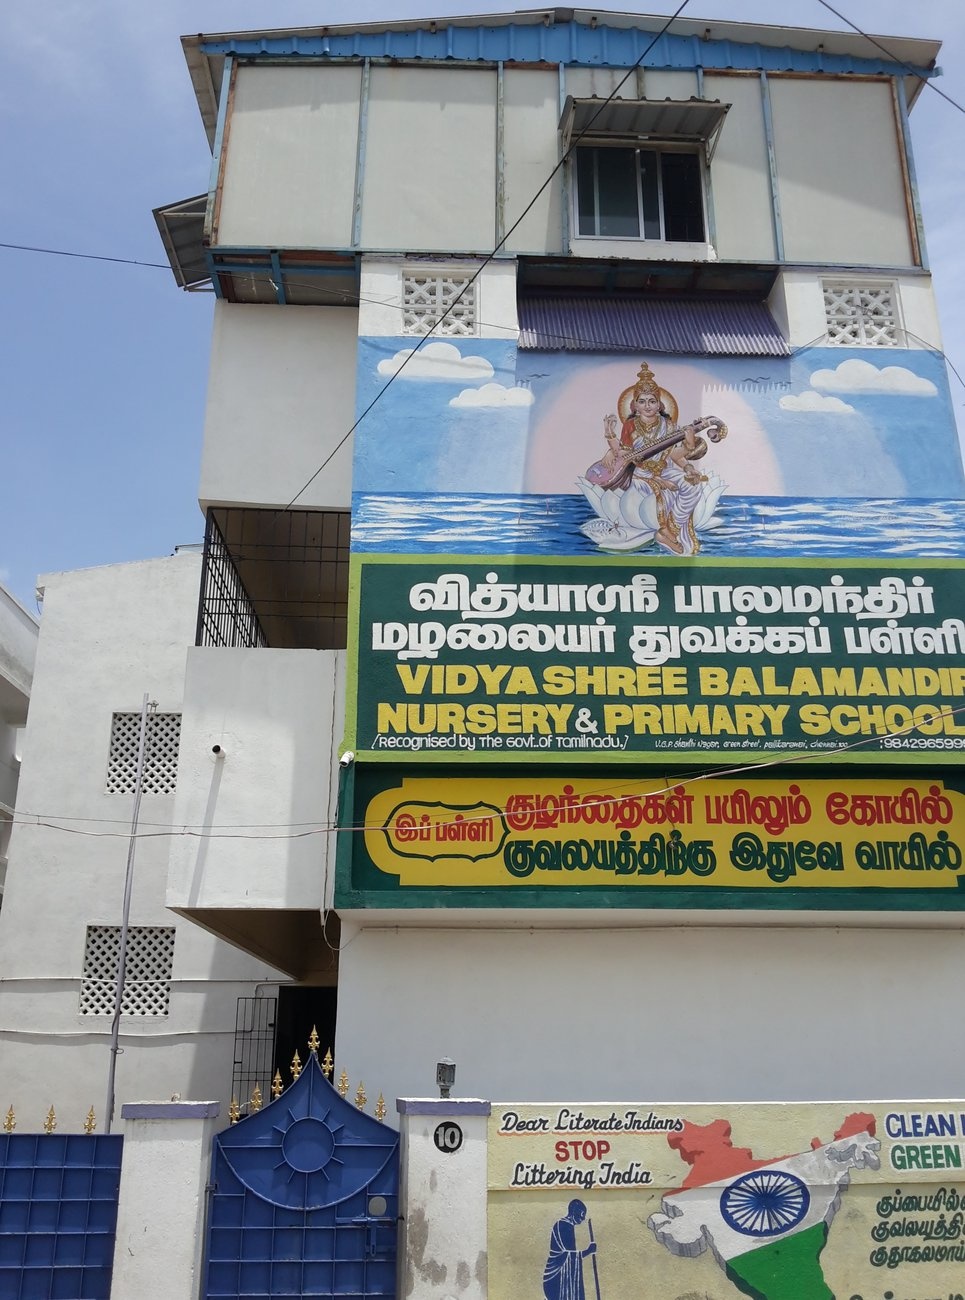 வித்யாஸ்ரீ பாலமந்திர்
மழலையர் துவக்கப் பள்ளி
VIDYA SHREE BALAMANDIR
NURSERY & PRIMARY SCHOOL
[Recognised by The Govt.of Tamilnadu.]
:9842965996
இப் பள்ளி
குழந்தைகள் பயிலும் கோயில்
குவலயத்திற்கு இதுவே வாயில்
10
Dear Literate Indians
STOP
Littering India
CLEAN
GREEN